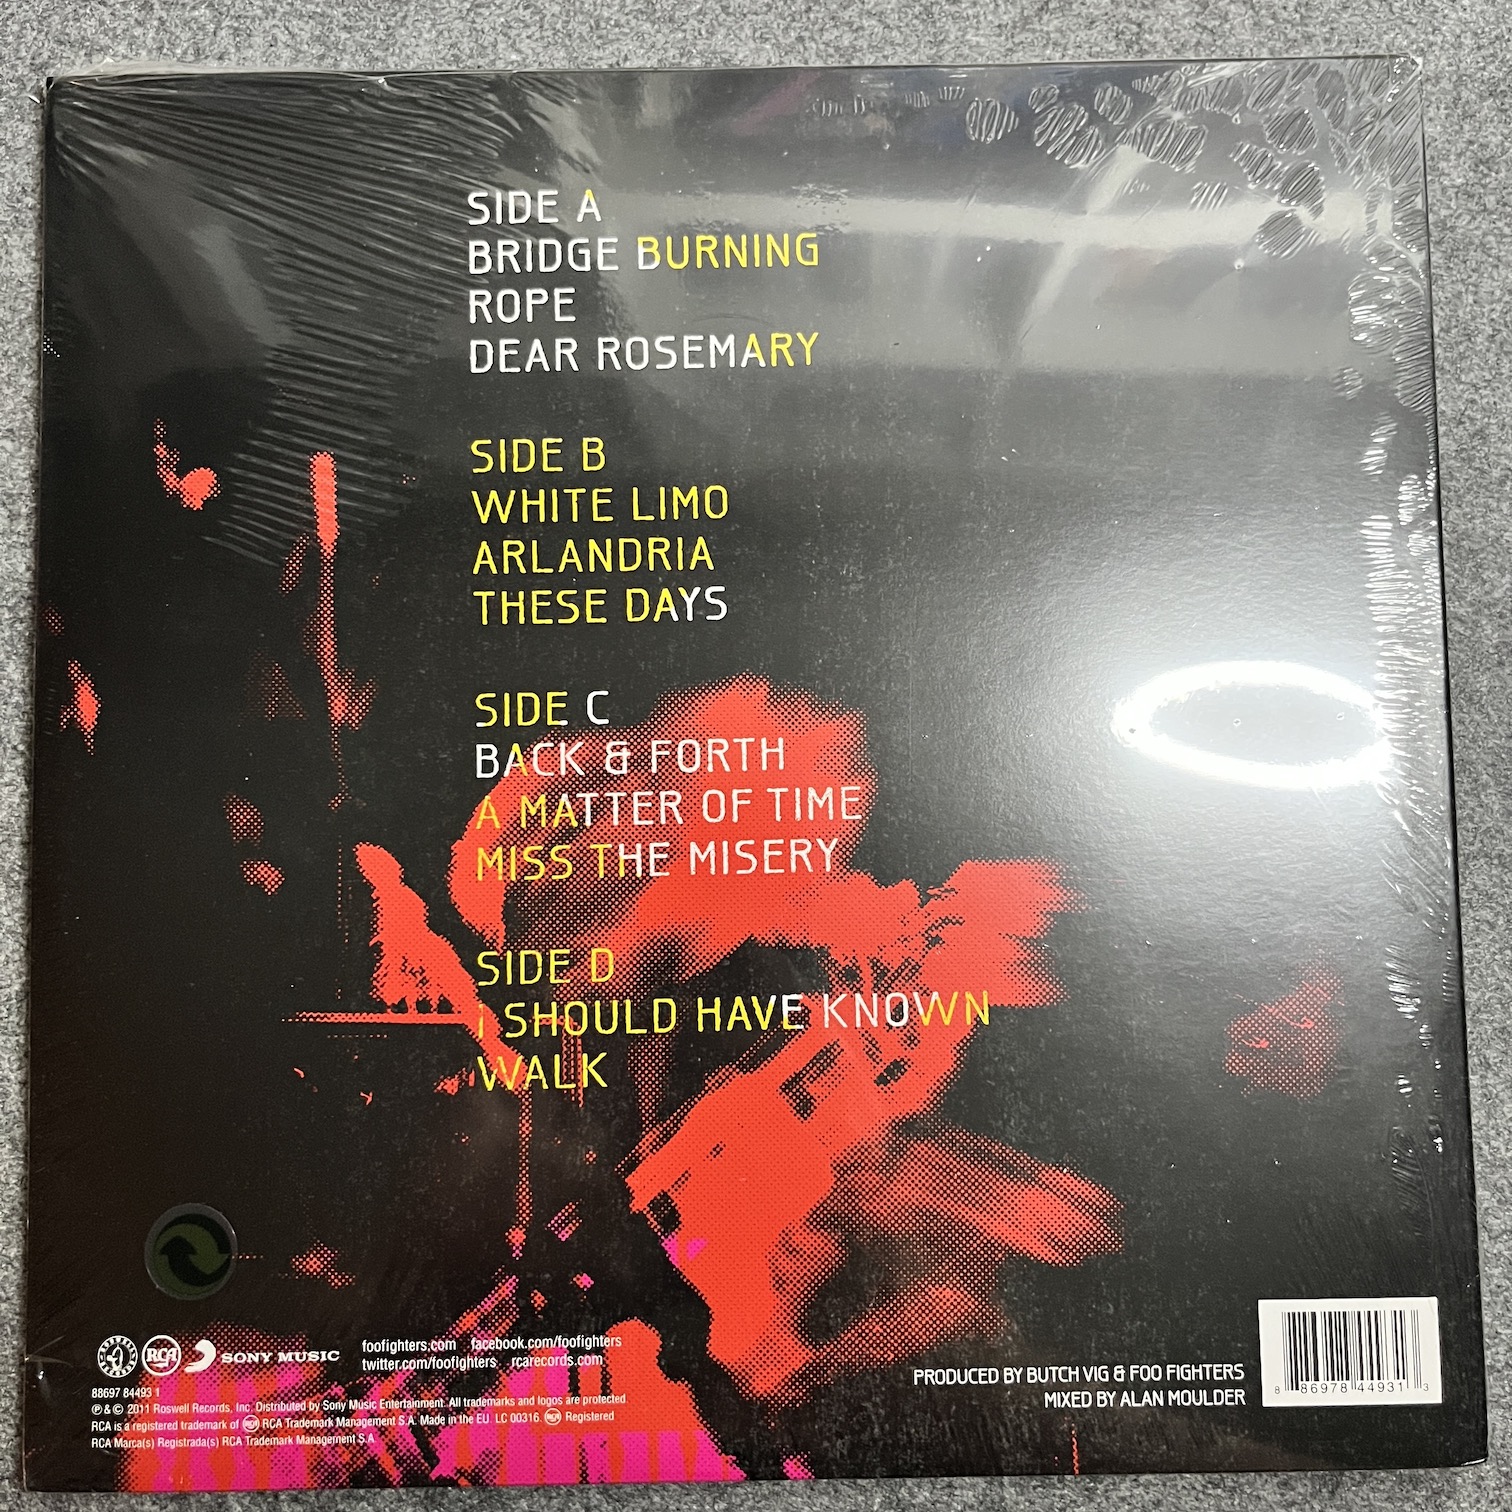 SIDE A
BRIDGE BURNING
ROPE
DEAR ROSEMARY
SIDE B
WHITE LIMO
ARLANDRIA
THESE DAYS
SIDE C
BACK & FORTH
A MATTER OF TIME
MISS THE MISERY
SIDE D
I SHOULD HAVE KNOWN
WALK
RCA SONY MUSIC
foofighters.com facebook.com/foofighters
twitter.com/foofighters rcarecords.com
88697 84493 1
℗ & © 2011 Roswell Records, Inc. Distributed by Sony Music Entertainment. All trademarks and logos are protected.
RCA is a registered trademark of RCA Trademark Management S.A. Made in the EU. LC 00316. RCA Registered
RCA Marca(s) Registrada(s) RCA Trademark Management S.A.
PRODUCED BY BUTCH VIG & FOO FIGHTERS
MIXED BY ALAN MOULDER
8 86978 44931 3